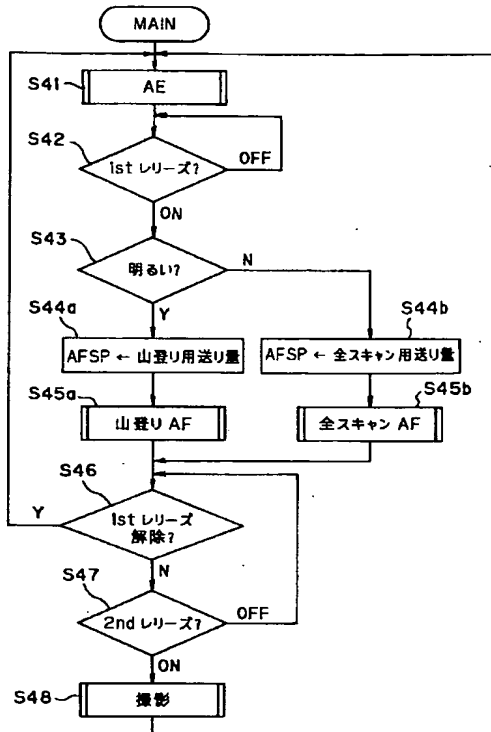 MAIN
S41
AE
S42
1st レリーズ?
OFF
ON
S43
明るい?
N
Y
S44a
S44b
AFSP ← 山登り用送り量
AFSP ← 全スキャン用送り量
S45a
S45b
山登り AF
全スキャン AF
S46
Y
1st レリーズ
解除?
N
S47
2nd レリーズ?
OFF
ON
S48
撮影